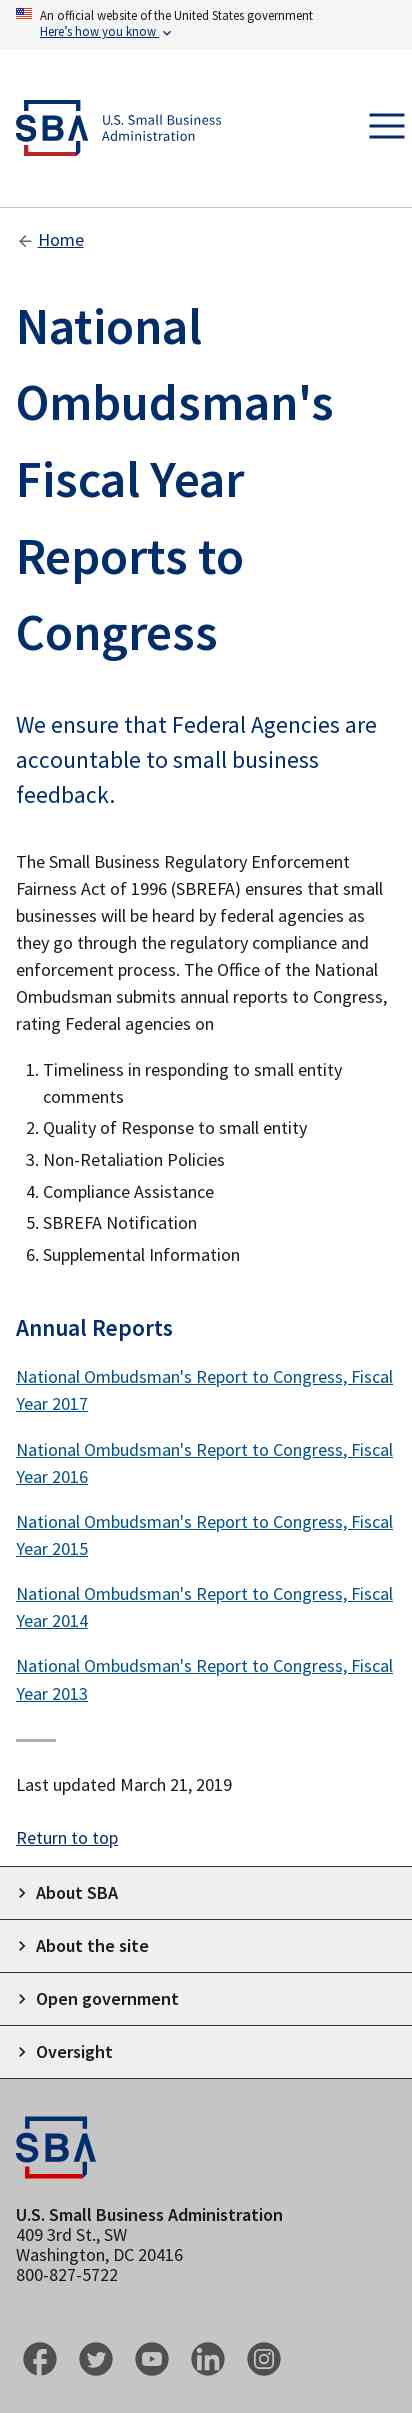 An official website of the United States government
Here's how you know
SBA
U.S. Small Business
Administration
Home
National
Ombudsman's
Fiscal Year
Reports to
Congress
We ensure that Federal Agencies are
accountable to small business
feedback.
The Small Business Regulatory Enforcement
Fairness Act of 1996 (SBREFA) ensures that small
businesses will be heard by federal agencies as
they go through the regulatory compliance and
enforcement process. The Office of the National
Ombudsman submits annual reports to Congress,
rating Federal agencies on
1. Timeliness in responding to small entity
comments
2. Quality of Response to small entity
3. Non-Retaliation Policies
4. Compliance Assistance
5. SBREFA Notification
6. Supplemental Information
Annual Reports
National Ombudsman's Report to Congress, Fiscal
Year 2017
National Ombudsman's Report to Congress, Fiscal
Year 2016
National Ombudsman's Report to Congress, Fiscal
Year 2015
National Ombudsman's Report to Congress, Fiscal
Year 2014
National Ombudsman's Report to Congress, Fiscal
Year 2013
Last updated March 21, 2019
Return to top
About SBA
About the site
Open government
Oversight
SBA
U.S. Small Business Administration
409 3rd St., SW
Washington, DC 20416
800-827-5722